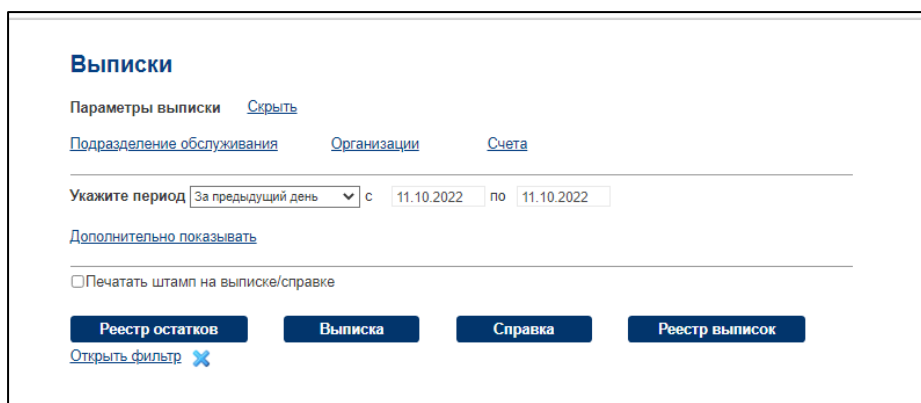 Выписки
Параметры выписки Скрыть
Подразделение обслуживания Организации Счета
Укажите период За предыдущий день с 11.10.2022 по 11.10.2022
Дополнительно показывать
Печатать штамп на выписке/справке
Реестр остатков Выписка Справка Реестр выписок
Открыть фильтр